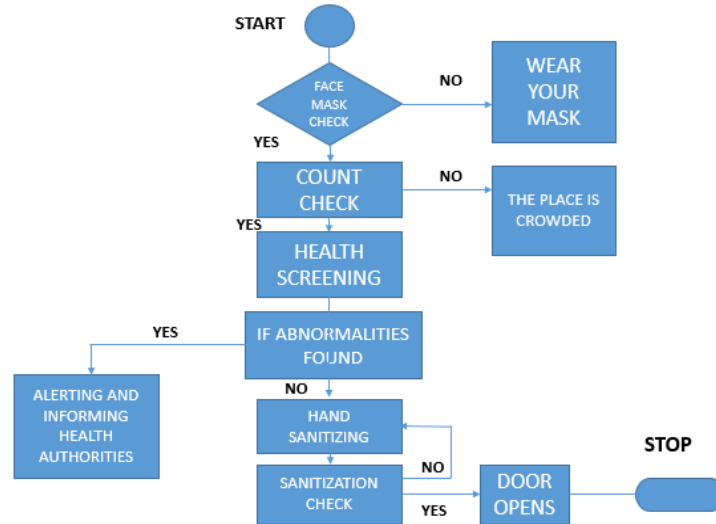 START
FACE
MASK
CHECK
NO
WEAR
YOUR
MASK
YES
COUNT
CHECK
NO
THE PLACE IS
CROWDED
YES
HEALTH
SCREENING
IF ABNORMALITIES
FOUND
YES
ALERTING AND
INFORMING
HEALTH
AUTHORITIES
NO
HAND
SANITIZING
NO
SANITIZATION
CHECK
YES
DOOR
OPENS
STOP